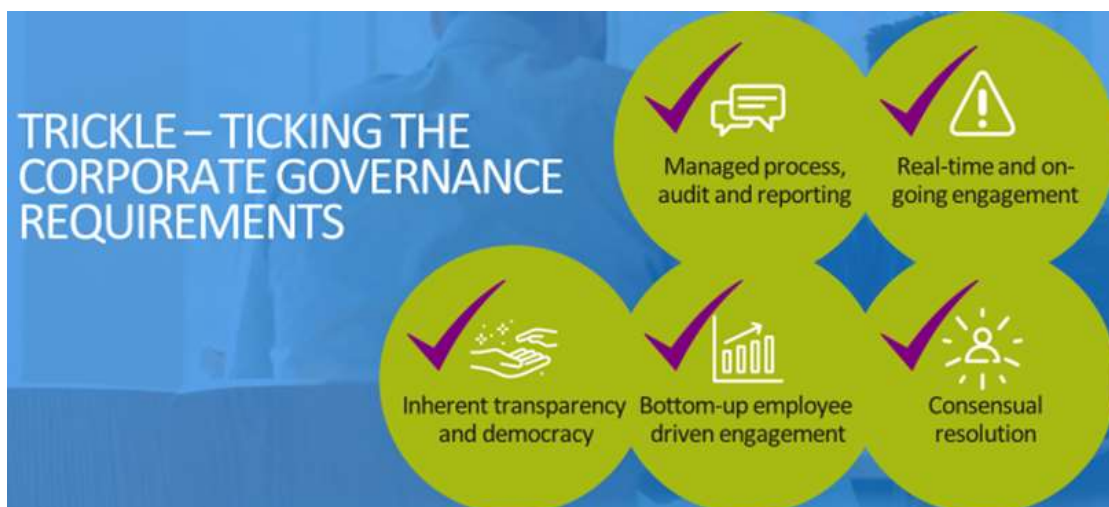 TRICKLE – TICKING THE
CORPORATE GOVERNANCE
REQUIREMENTS
Managed process,
audit and reporting
Real-time and on-
going engagement
Inherent transparency
and democracy
Bottom-up employee
driven engagement
Consensual
resolution